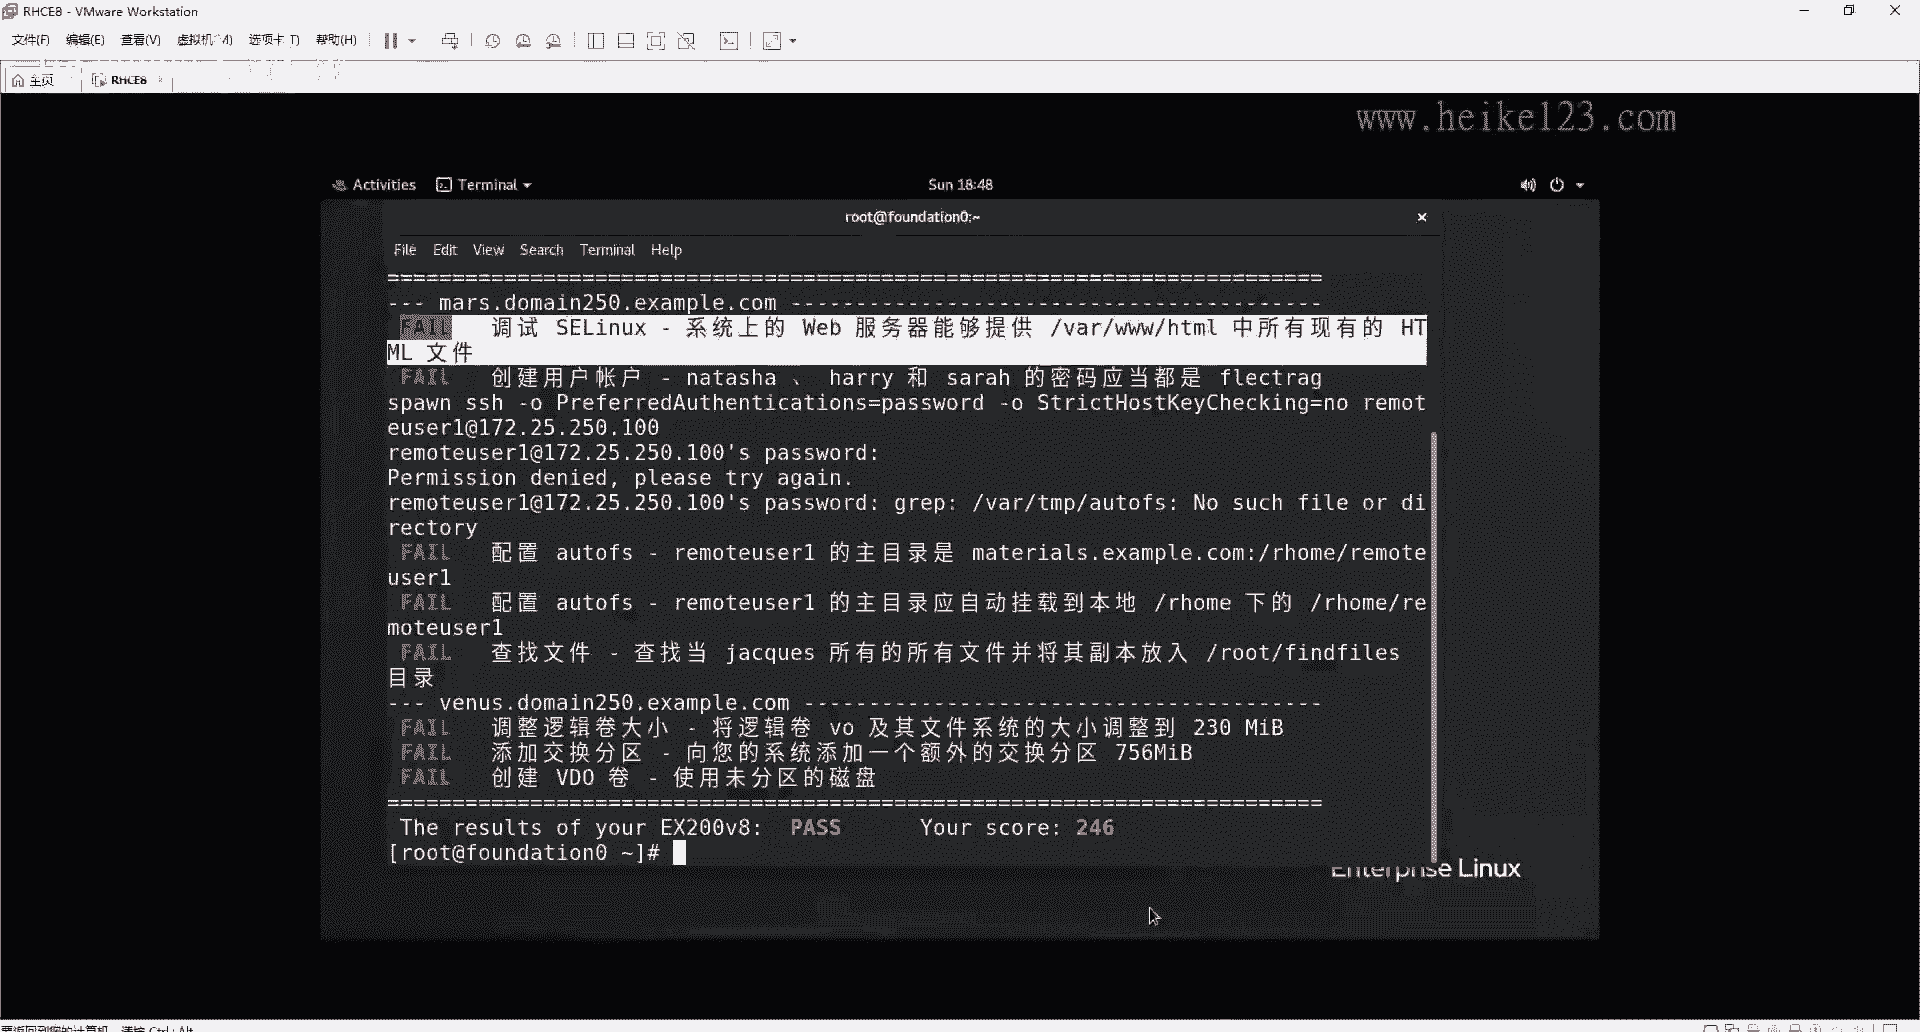 RHCE8 - VMware Workstation
文件(F) 编辑(E) 查看(V) 虚拟机(M) 选项卡(T) 帮助(H)
主页 RHCE8
www.heike123.com
Activities Terminal Sun 18:48
root@foundation0:~
File Edit View Search Terminal Help
==========================================================================
--- mars.domain250.example.com -----------------------------------------
FAIL 调试 SELinux - 系统上的 Web 服务器能够提供 /var/www/html 中所有现有的 HT
ML 文件
FAIL 创建用户帐户 - natasha 、 harry 和 sarah 的密码应当都是 flectrag
spawn ssh -o PreferredAuthentications=password -o StrictHostKeyChecking=no remot
euser1@172.25.250.100
remoteuser1@172.25.250.100's password:
Permission denied, please try again.
remoteuser1@172.25.250.100's password: grep: /var/tmp/autofs: No such file or di
rectory
FAIL 配置 autofs - remoteuser1 的主目录是 materials.example.com:/rhome/remote
user1
FAIL 配置 autofs - remoteuser1 的主目录应自动挂载到本地 /rhome 下的 /rhome/re
moteuser1
FAIL 查找文件 - 查找当 jacques 所有的所有文件并将其副本放入 /root/findfiles
目录
--- venus.domain250.example.com ----------------------------------------
FAIL 调整逻辑卷大小 - 将逻辑卷 vo 及其文件系统的大小调整到 230 MiB
FAIL 添加交换分区 - 向您的系统添加一个额外的交换分区 756MiB
FAIL 创建 VDO 卷 - 使用未分区的磁盘
==========================================================================
The results of your EX200v8: PASS Your score: 246
[root@foundation0 ~]#
Enterprise Linux